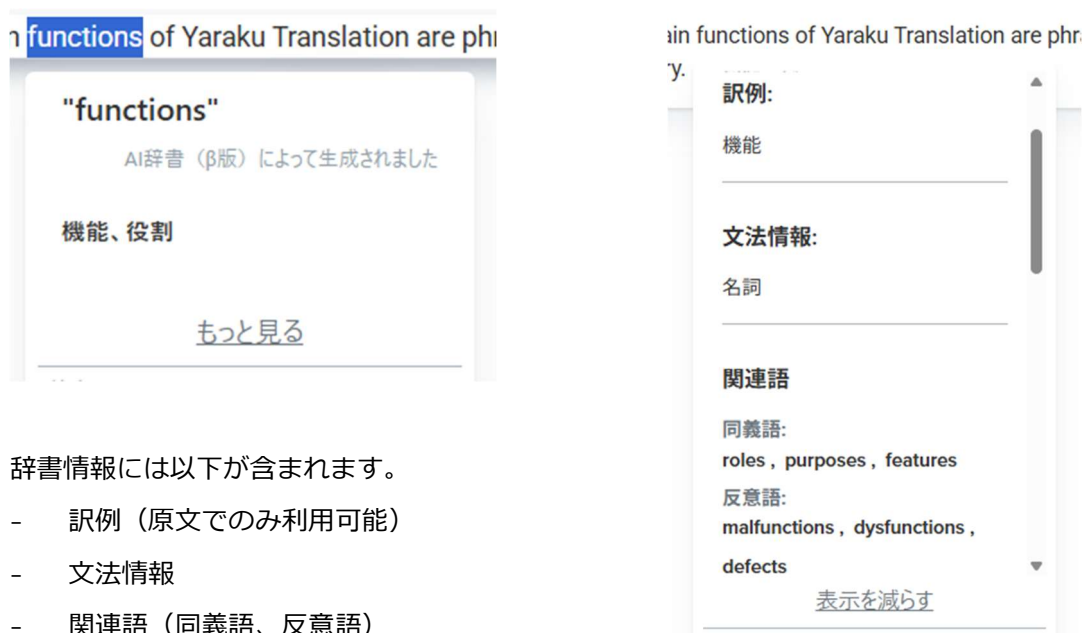 functions of Yaraku Translation are
"functions"
AI辞書（β版）によって生成されました
機能、役割
もっと見る
辞書情報には以下が含まれます。
- 訳例（原文でのみ利用可能）
- 文法情報
- 関連語（同義語、反意語）
functions of Yaraku Translation are
訳例:
機能
文法情報:
名詞
関連語
同義語:
roles , purposes , features
反意語:
malfunctions , dysfunctions ,
defects
表示を減らす